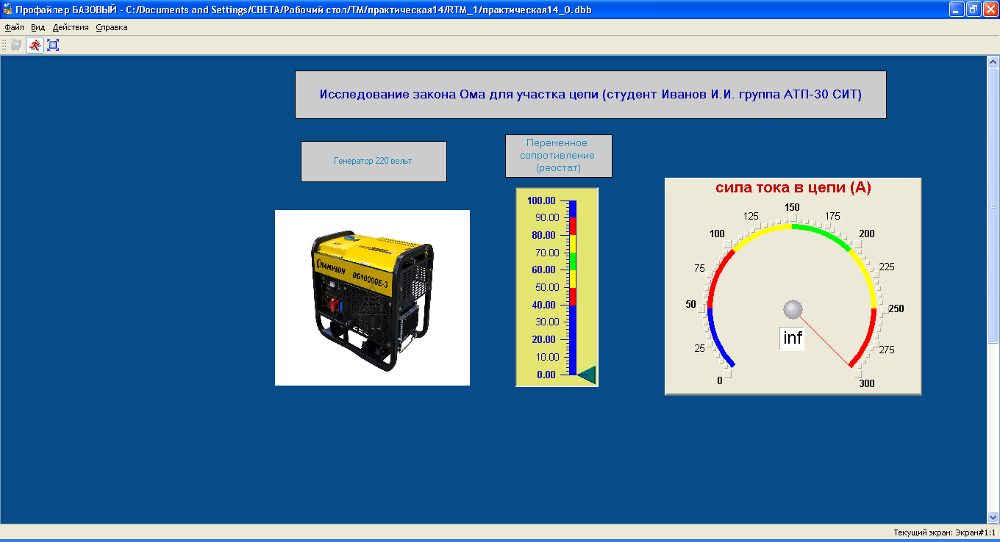 Профайлер БАЗОВЫЙ - C:/Documents and Settings/СВЕТА/Рабочий стол/ТМ/практическая14/RTM_1/практическая14_0.dbb
Файл Вид Действия Справка
Исследование закона Ома для участка цепи (студент Иванов И.И. группа АТП-30 СИТ)
Генератор 220 вольт
Переменное
сопротивление
(реостат)
CHAMPION DG10000E-3
100.00
90.00
80.00
70.00
60.00
50.00
40.00
30.00
20.00
10.00
0.00
сила тока в цепи (А)
0
25
50
75
100
125
150
175
200
225
250
275
300
inf
Текущий экран: Экран#1:1